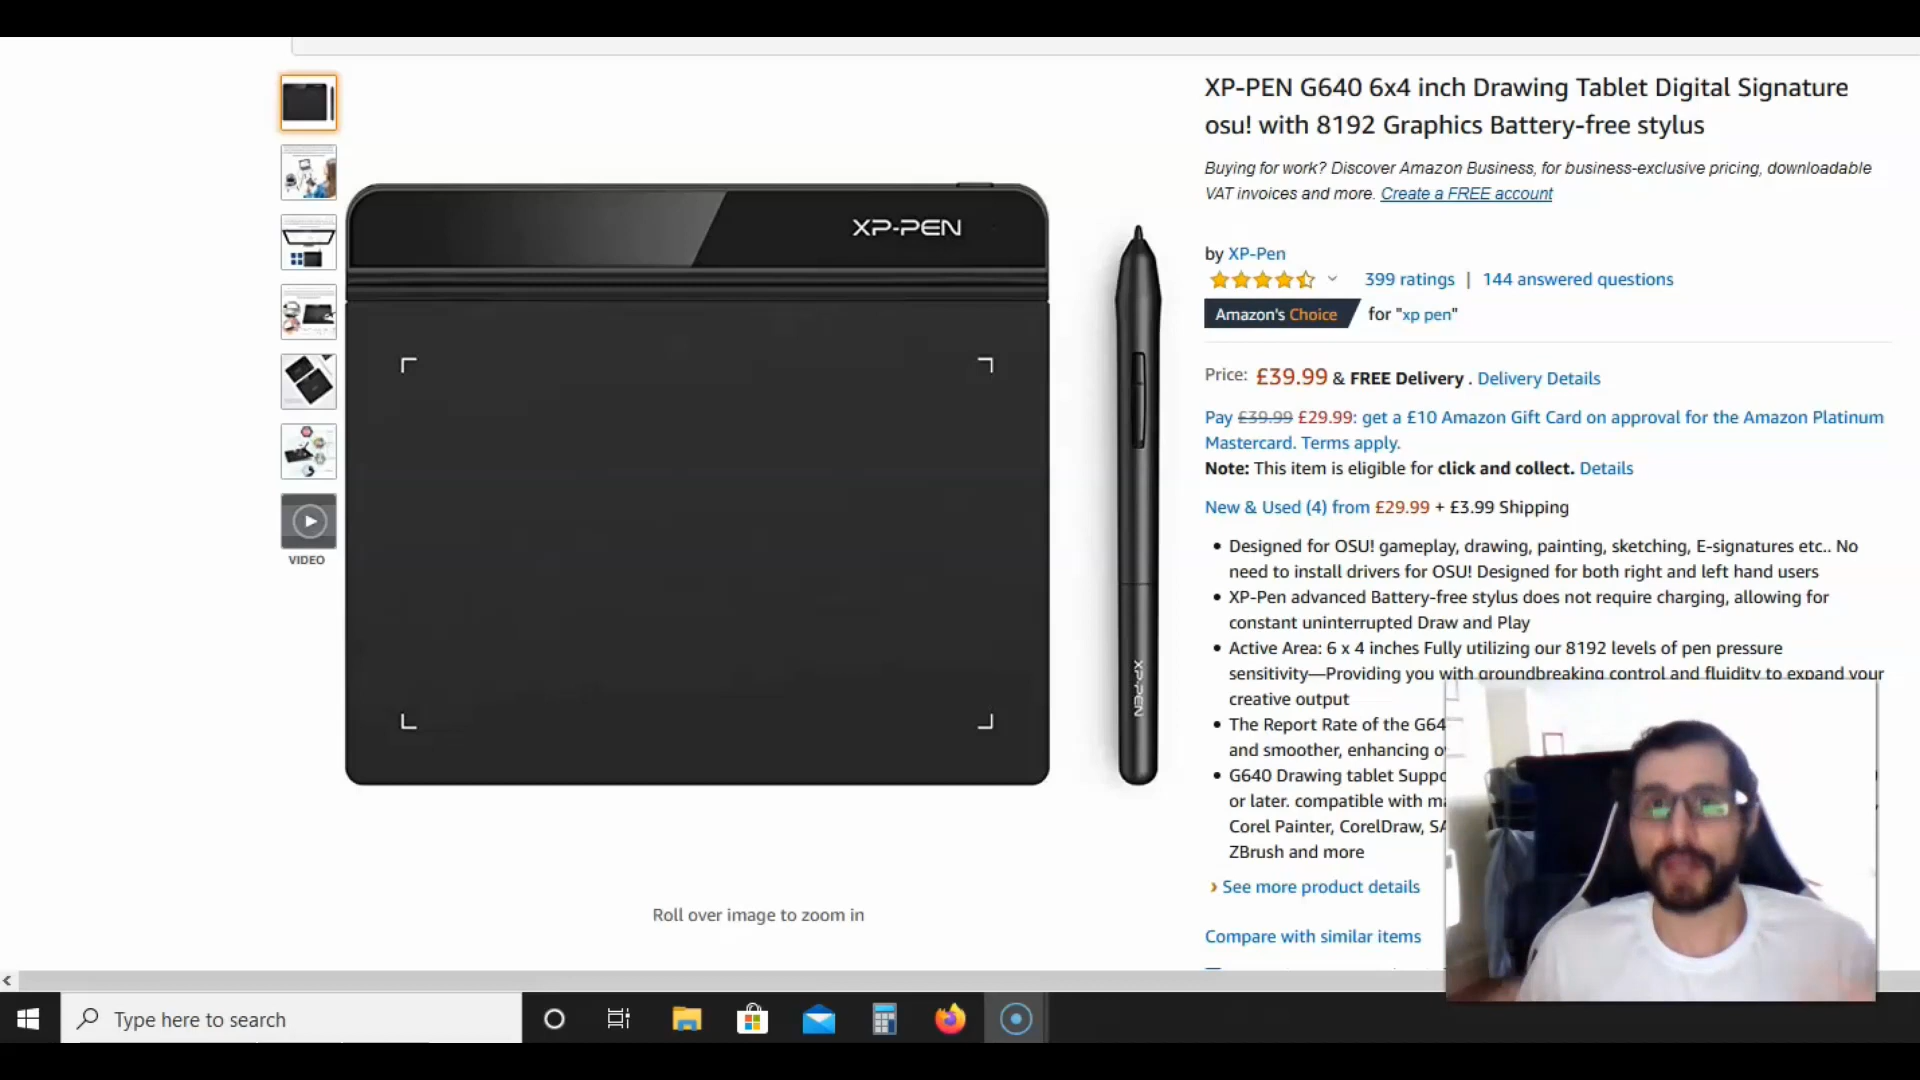 XP-PEN G640 6x4 inch Drawing Tablet Digital Signature
osu! with 8192 Graphics Battery-free stylus
Buying for work? Discover Amazon Business, for business-exclusive pricing, downloadable
VAT invoices and more. Create a FREE account
by XP-Pen
399 ratings | 144 answered questions
Amazon's Choice for "xp pen"
Price: £39.99 & FREE Delivery . Delivery Details
Pay £39.99 £29.99: get a £10 Amazon Gift Card on approval for the Amazon Platinum
Mastercard. Terms apply.
Note: This item is eligible for click and collect. Details
New & Used (4) from £29.99 + £3.99 Shipping
• Designed for OSU! gameplay, drawing, painting, sketching, E-signatures etc.. No
need to install drivers for OSU! Designed for both right and left hand users
• XP-Pen advanced Battery-free stylus does not require charging, allowing for
constant uninterrupted Draw and Play
• Active Area: 6 x 4 inches Fully utilizing our 8192 levels of pen pressure
sensitivity—Providing you with groundbreaking control and fluidity to expand your
creative output
• The Report Rate of the G64
and smoother, enhancing
• G640 Drawing tablet
or later. compatible with
Corel Painter, CorelDraw,
ZBrush and more
› See more product details
Compare with similar items
XP-PEN
XP-PEN
VIDEO
Roll over image to zoom in
Type here to search